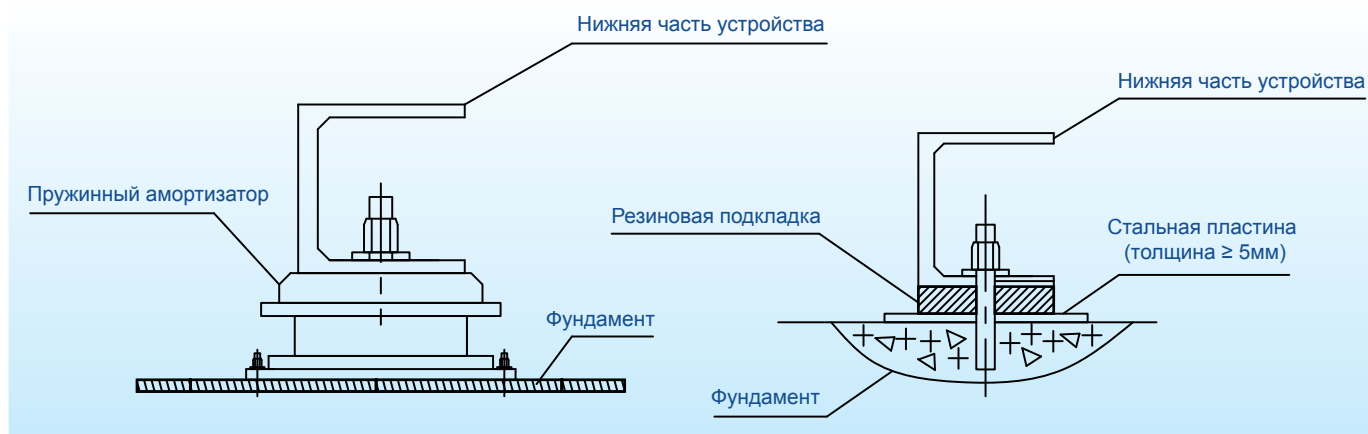 Нижняя часть устройства
Пружинный амортизатор
Фундамент
Нижняя часть устройства
Резиновая подкладка
Стальная пластина
(толщина ≥ 5мм)
Фундамент